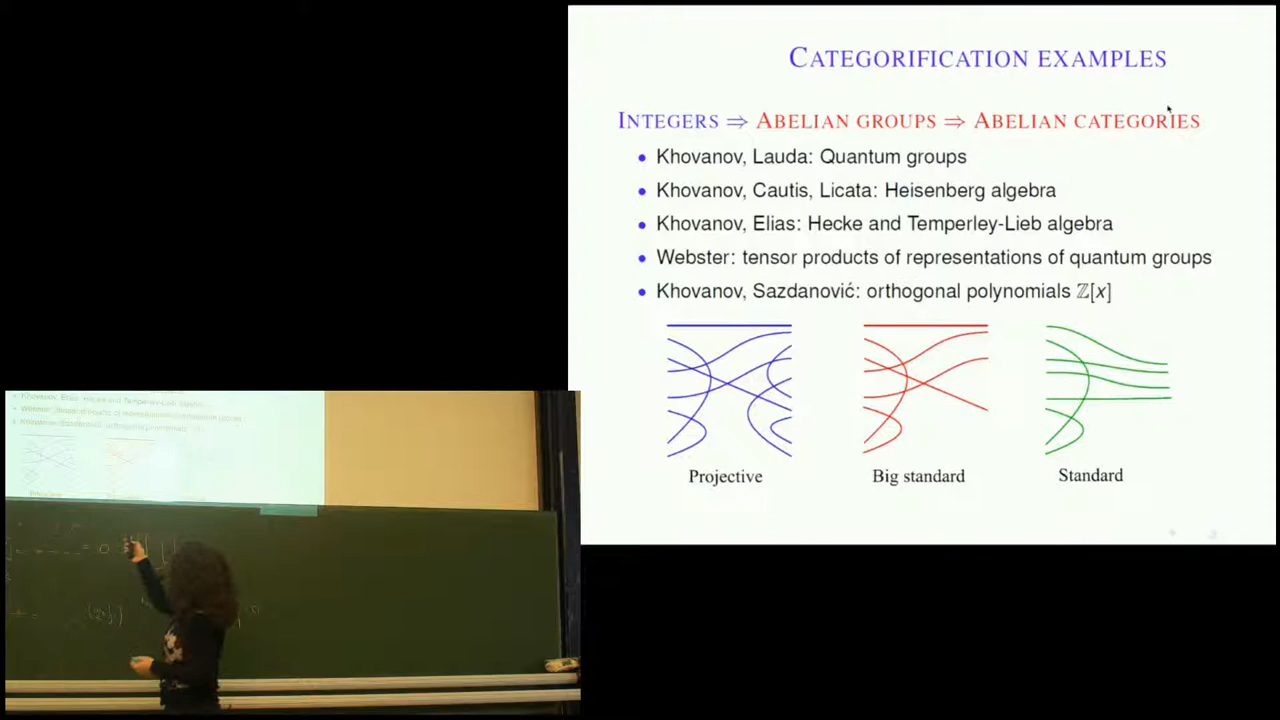 CATEGORIFICATION EXAMPLES
INTEGERS ⇒ ABELIAN GROUPS ⇒ ABELIAN CATEGORIES
• Khovanov, Lauda: Quantum groups
• Khovanov, Cautis, Licata: Heisenberg algebra
• Khovanov, Elias: Hecke and Temperley-Lieb algebra
• Webster: tensor products of representations of quantum groups
• Khovanov, Sazdanović: orthogonal polynomials ℤ[x]
Projective Big standard Standard